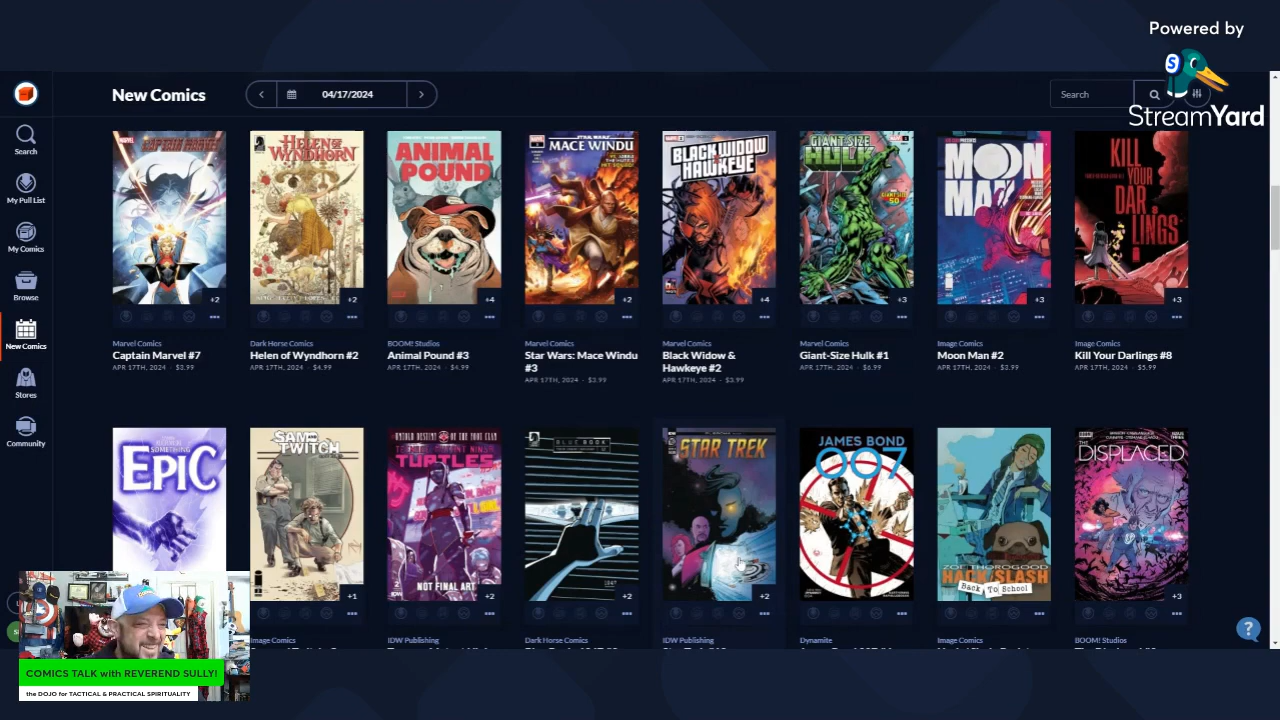 Powered by
StreamYard
New Comics
04/17/2024
Search
Search
My Pull List
My Comics
Browse
New Comics
Stores
Community
CAPTAIN MARVEL
+2
Marvel Comics
Captain Marvel #7
APR 17TH, 2024 · $3.99
HELEN OF WYNDHORN
+2
Dark Horse Comics
Helen of Wyndhorn #2
APR 17TH, 2024 · $4.99
ANIMAL POUND
+4
BOOM! Studios
Animal Pound #3
APR 17TH, 2024 · $4.99
STAR WARS
MACE WINDU
+2
Marvel Comics
Star Wars: Mace Windu #3
APR 17TH, 2024 · $3.99
BLACK WIDOW & HAWKEYE
+4
Marvel Comics
Black Widow &
Hawkeye #2
APR 17TH, 2024 · $3.99
GIANT-SIZE
HULK
+3
Marvel Comics
Giant-Size Hulk #1
APR 17TH, 2024 · $6.99
MOON
MAN
+3
Image Comics
Moon Man #2
APR 17TH, 2024 · $3.99
KILL
YOUR
DAR
LINGS
+3
Image Comics
Kill Your Darlings #8
APR 17TH, 2024 · $5.99
SOMETHING
EPIC
SAM AND TWITCH
+1
Image Comics
TURTLES
NOT FINAL ART
+2
IDW Publishing
BLUE BOOK
1947
+2
Dark Horse Comics
STAR TREK
+2
IDW Publishing
JAMES BOND
007
Dynamite
ZOE THOROGOOD
HACK SLASH
Back To School
Image Comics
The DISPLACED
+3
BOOM! Studios
COMICS TALK with REVEREND SULLY!
the DOJO for TACTICAL & PRACTICAL SPIRITUALITY
?